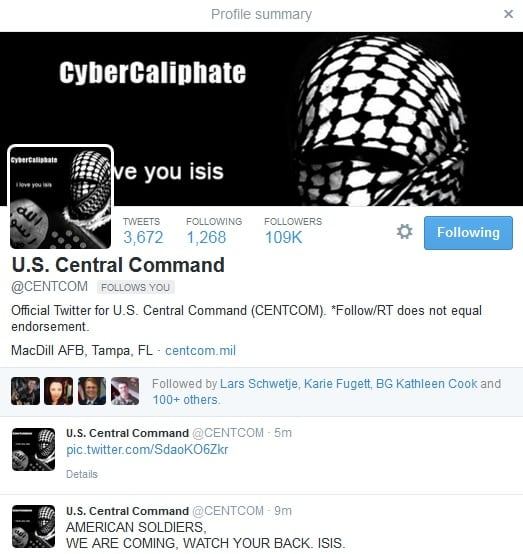 Profile summary
×
CyberCaliphate
ve you isis
CyberCaliphate
i love you isis
TWEETS FOLLOWING FOLLOWERS
3,672 1,268 109K
Following
U.S. Central Command
@CENTCOM FOLLOWS YOU
Official Twitter for U.S. Central Command (CENTCOM). *Follow/RT does not equal
endorsement.
MacDill AFB, Tampa, FL · centcom.mil
Followed by Lars Schwetje, Karie Fugett, BG Kathleen Cook and
100+ others.
U.S. Central Command @CENTCOM · 5m
pic.twitter.com/SdaoKO6Zkr
Details
U.S. Central Command @CENTCOM · 9m
AMERICAN SOLDIERS,
WE ARE COMING, WATCH YOUR BACK. ISIS.